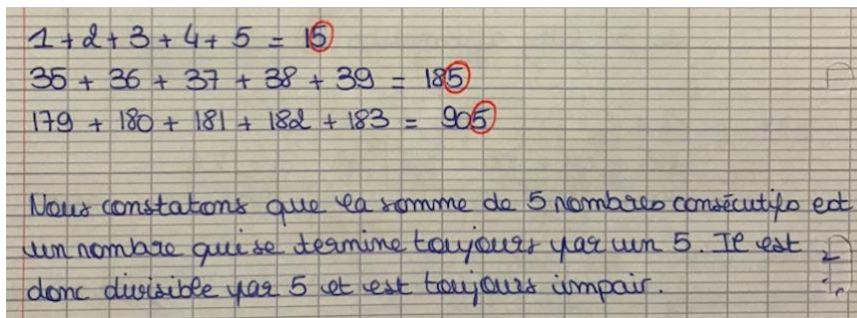 1 + 2 + 3 + 4 + 5 = 15
35 + 36 + 37 + 38 + 39 = 185
179 + 180 + 181 + 182 + 183 = 905
Nous constatons que la somme de 5 nombres consécutifs est
un nombre qui se termine toujours par un 5. Il est
donc divisible par 5 et est toujours impair.